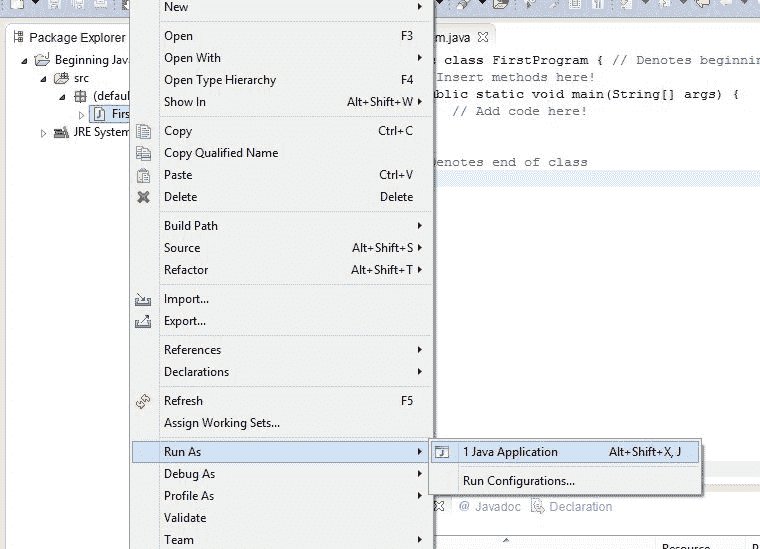 New
Package Explorer
m.java
Open F3
Beginning Jav
class FirstProgram { // Denotes beginnin
Open With
src
Insert methods here!
Open Type Hierarchy F4
(defau
blic static void main(String[] args) {
Show In Alt+Shift+W
Firs
// Add code here!
JRE System
Copy Ctrl+C
Copy Qualified Name
enotes end of class
Paste Ctrl+V
Delete Delete
Build Path
Source Alt+Shift+S
Refactor Alt+Shift+T
Import...
Export...
References
Declarations
Refresh F5
Assign Working Sets...
Run As
1 Java Application Alt+Shift+X, J
Debug As
Run Configurations...
Profile As
@ Javadoc Declaration
Validate
Team
Resource